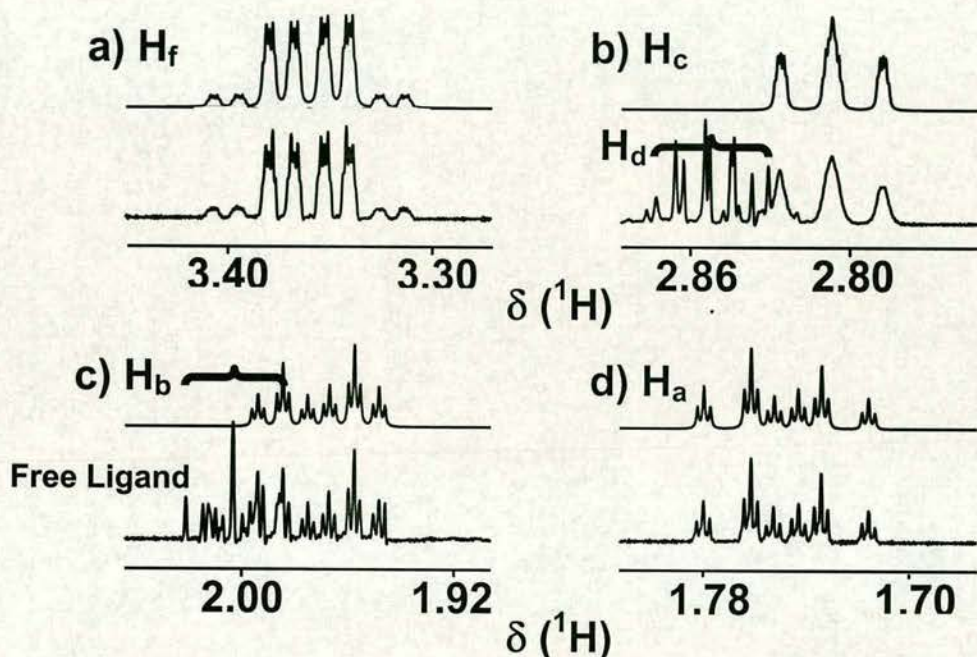 a) Hf
3.40 3.30
b) Hc
Hd
2.86 2.80
δ (¹H)
c) Hb
Free Ligand
2.00 1.92
d) Ha
1.78 1.70
δ (¹H)